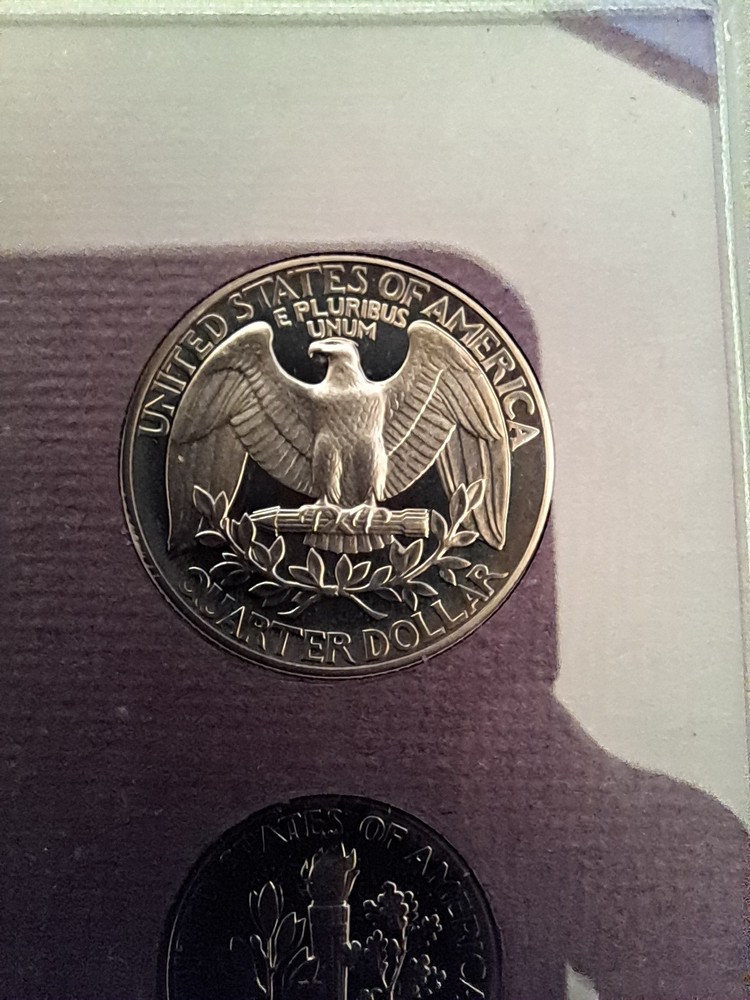 UNITED STATES OF AMERICA
E PLURIBUS
UNUM
QUARTER DOLLAR
STATES OF AMERICA